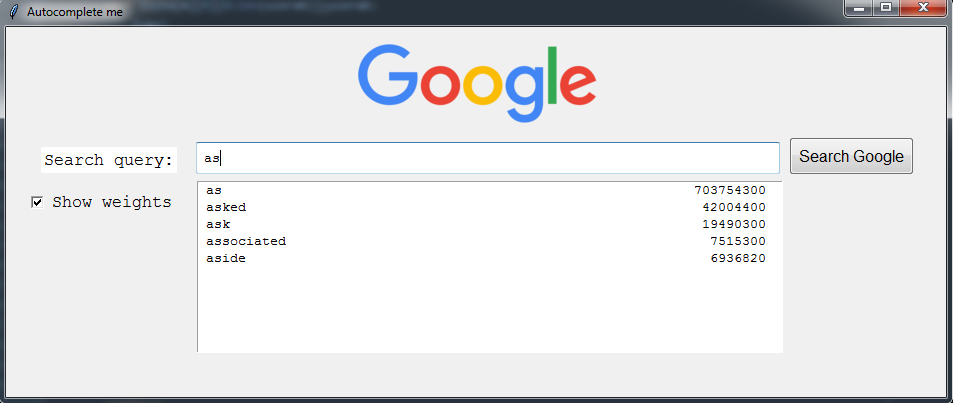 Autocomplete me
Google
Search query: as Search Google
Show weights
as 703754300
asked 42004400
ask 19490300
associated 7515300
aside 6936820